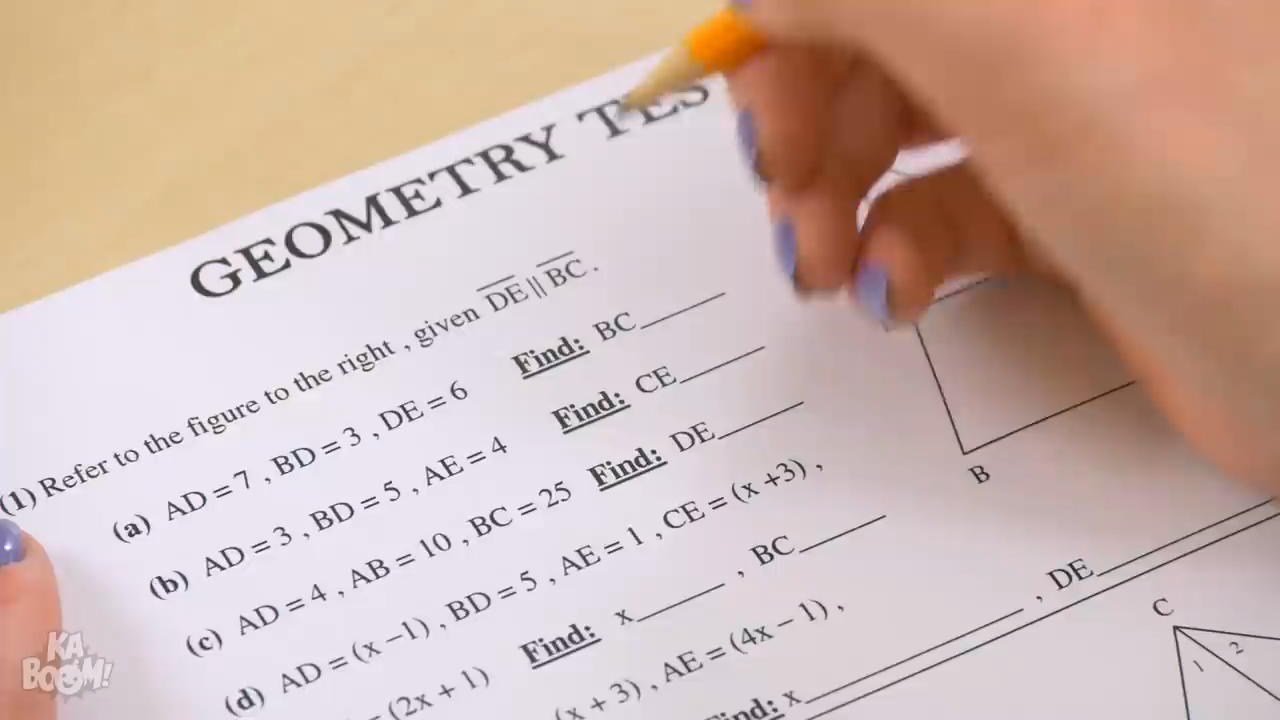 GEOMETRY TES
(1) Refer to the figure to the right , given DE || BC .
(a) AD = 7 , BD = 3 , DE = 6 Find: BC
(b) AD = 3 , BD = 5 , AE = 4 Find: CE
(c) AD = 4 , AB = 10 , BC = 25 Find: DE
(d) AD = (x –1) , BD = 5 , AE = 1 , CE = (x +3) ,
Find: x , BC
= (2x + 1) (x + 3) , AE = (4x – 1) ,
Find: x , DE
B
C
1 2
KA
BOOM!